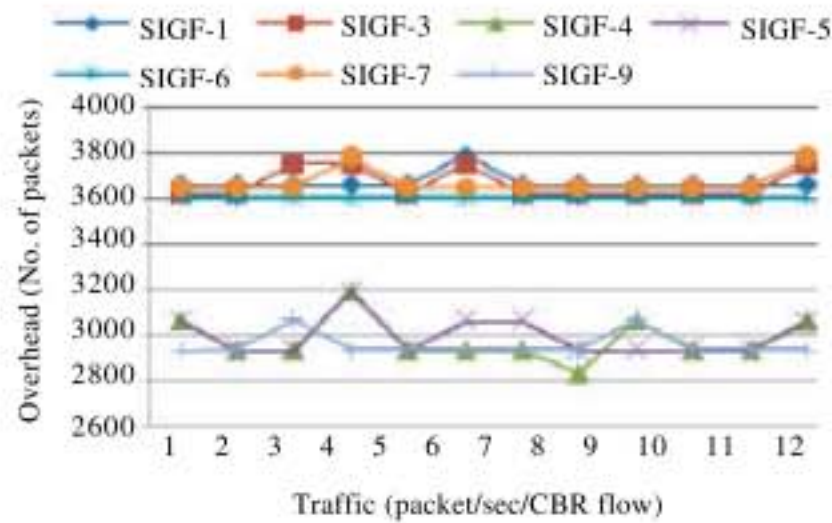 SIGF-1 SIGF-3 SIGF-4 SIGF-5
SIGF-6 SIGF-7 SIGF-9
Overhead (No. of packets)
4000
3800
3600
3400
3200
3000
2800
2600
1 2 3 4 5 6 7 8 9 10 11 12
Traffic (packet/sec/CBR flow)